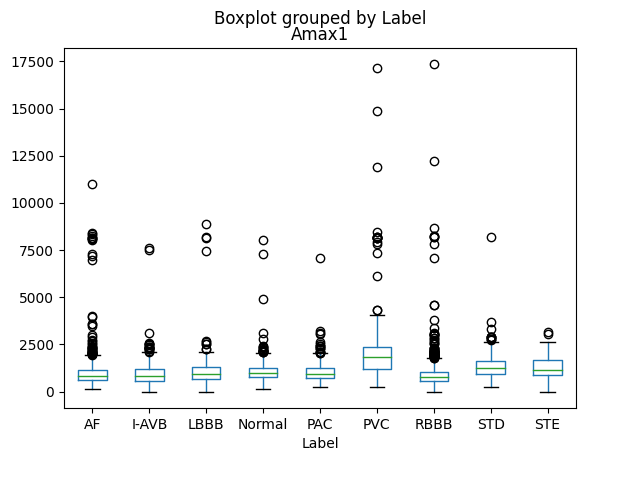 Boxplot grouped by Label
Amax1
17500
15000
12500
10000
7500
5000
2500
0
AF I-AVB LBBB Normal PAC PVC RBBB STD STE
Label